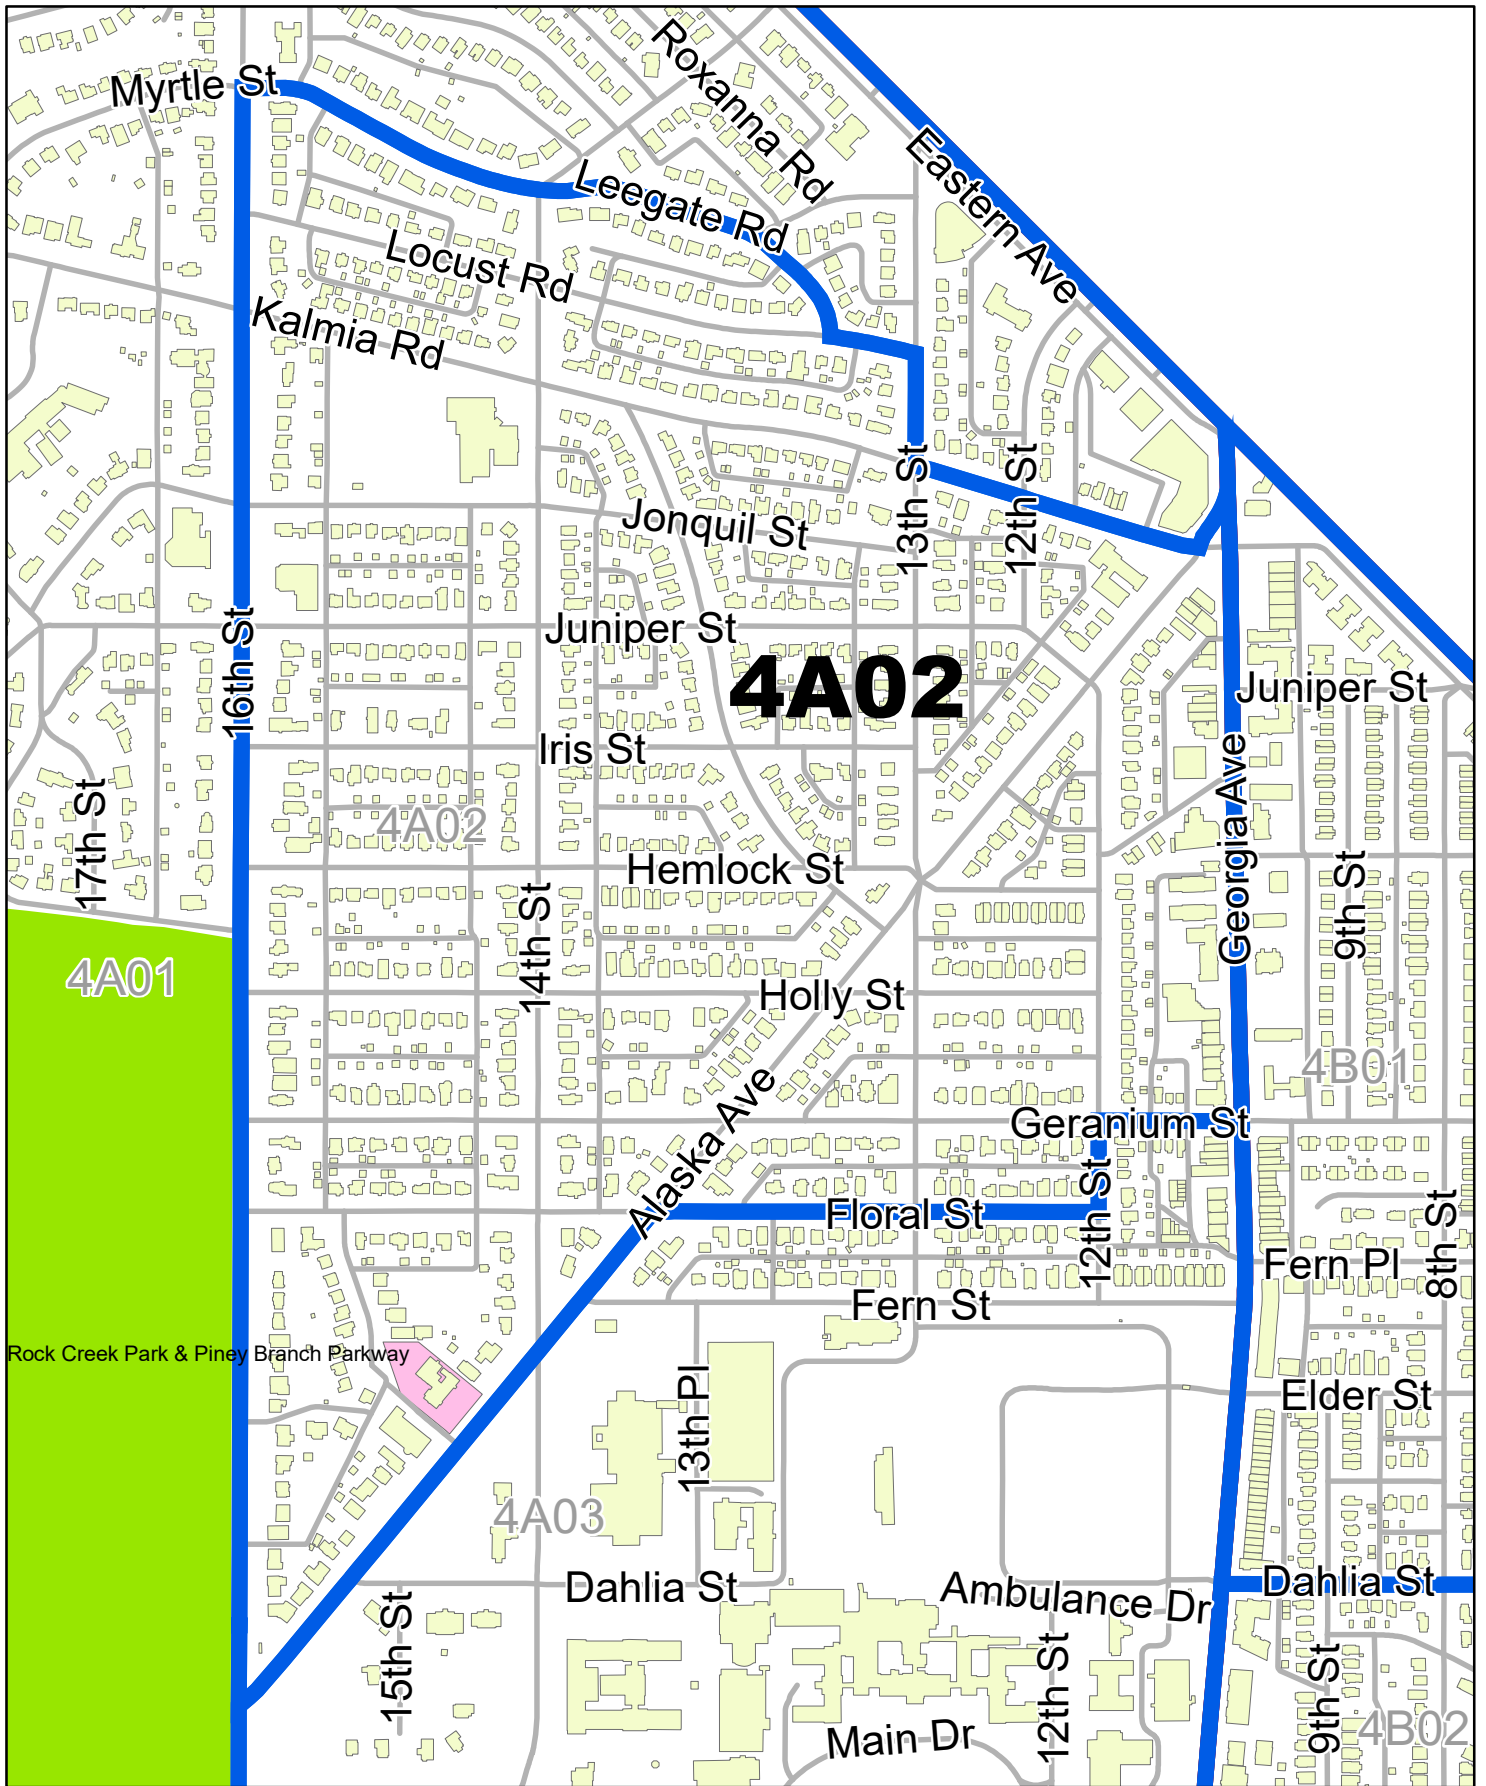 Roxanna Rd
Myrtle St
Eastern Ave
Leegate Rd
Locust Rd
Kalmia Rd
13th St
12th St
Jonquil St
16th St
Juniper St
4A02
Juniper St
Iris St
Georgia Ave
17th St
4A02
Hemlock St
9th St
14th St
4A01
Holly St
4B01
Alaska Ave
Geranium St
12th St
Floral St
8th St
Fern Pl
Fern St
Rock Creek Park & Piney Branch Parkway
13th Pl
Elder St
4A03
Dahlia St
Dahlia St
Ambulance Dr
15th St
12th St
9th St
Main Dr
4B02